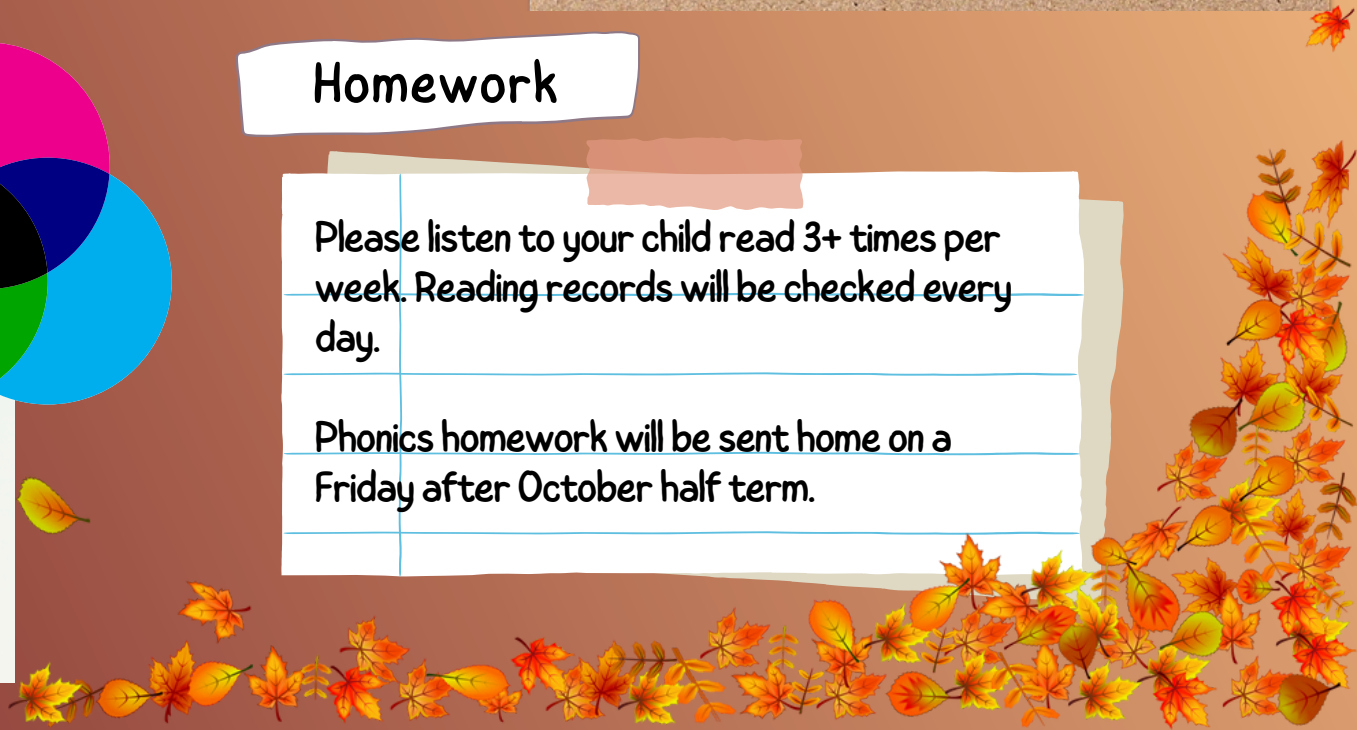 Homework
Please listen to your child read 3+ times per
week. Reading records will be checked every
day.
Phonics homework will be sent home on a
Friday after October half term.